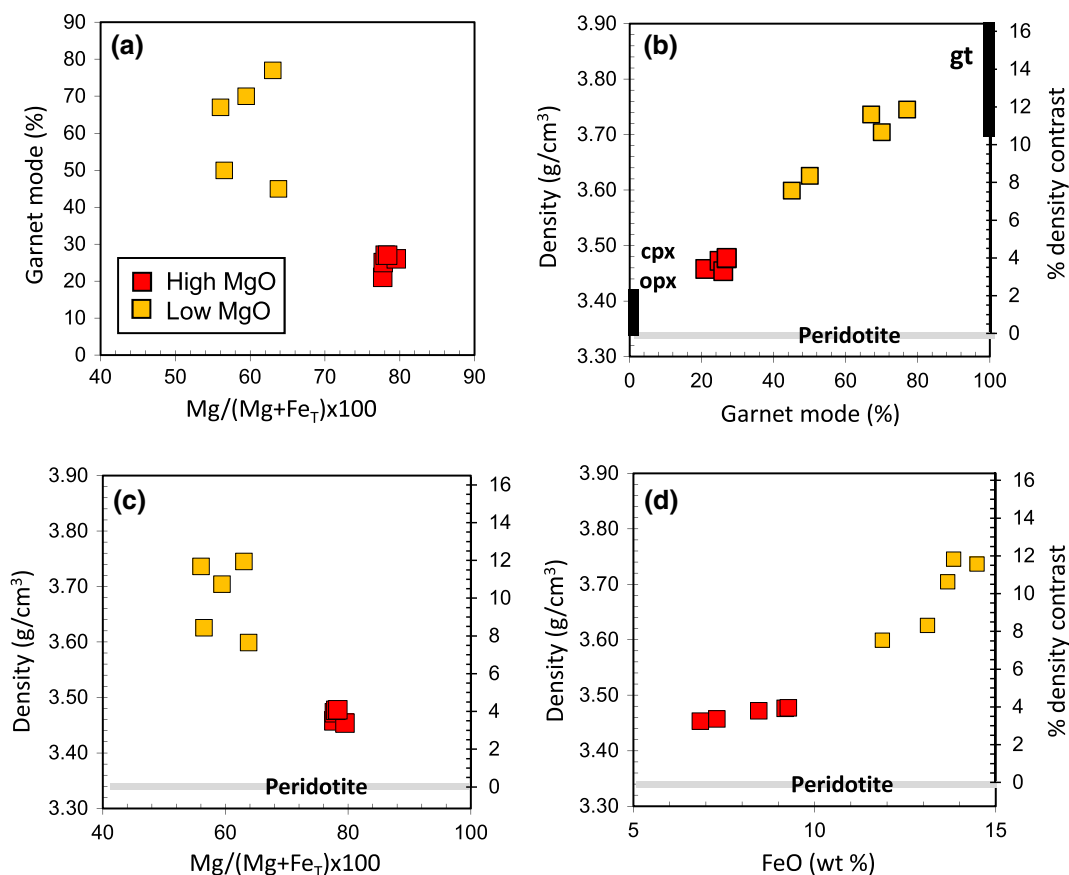 (a)
Garnet mode (%)
90
80
70
60
50
40
30
20
10
0
High MgO
Low MgO
40 50 60 70 80 90
Mg/(Mg+Fe_T)x100
(b)
Density (g/cm³)
3.90
3.80
3.70
3.60
3.50
3.40
3.30
gt
cpx
opx
Peridotite
0 20 40 60 80 100
Garnet mode (%)
16
14
12
10
8
6
4
2
0
% density contrast
(c)
Density (g/cm³)
3.90
3.80
3.70
3.60
3.50
3.40
3.30
Peridotite
40 60 80 100
Mg/(Mg+Fe_T)x100
16
14
12
10
8
6
4
2
0
(d)
Density (g/cm³)
3.90
3.80
3.70
3.60
3.50
3.40
3.30
Peridotite
5 10 15
FeO (wt %)
16
14
12
10
8
6
4
2
0
% density contrast